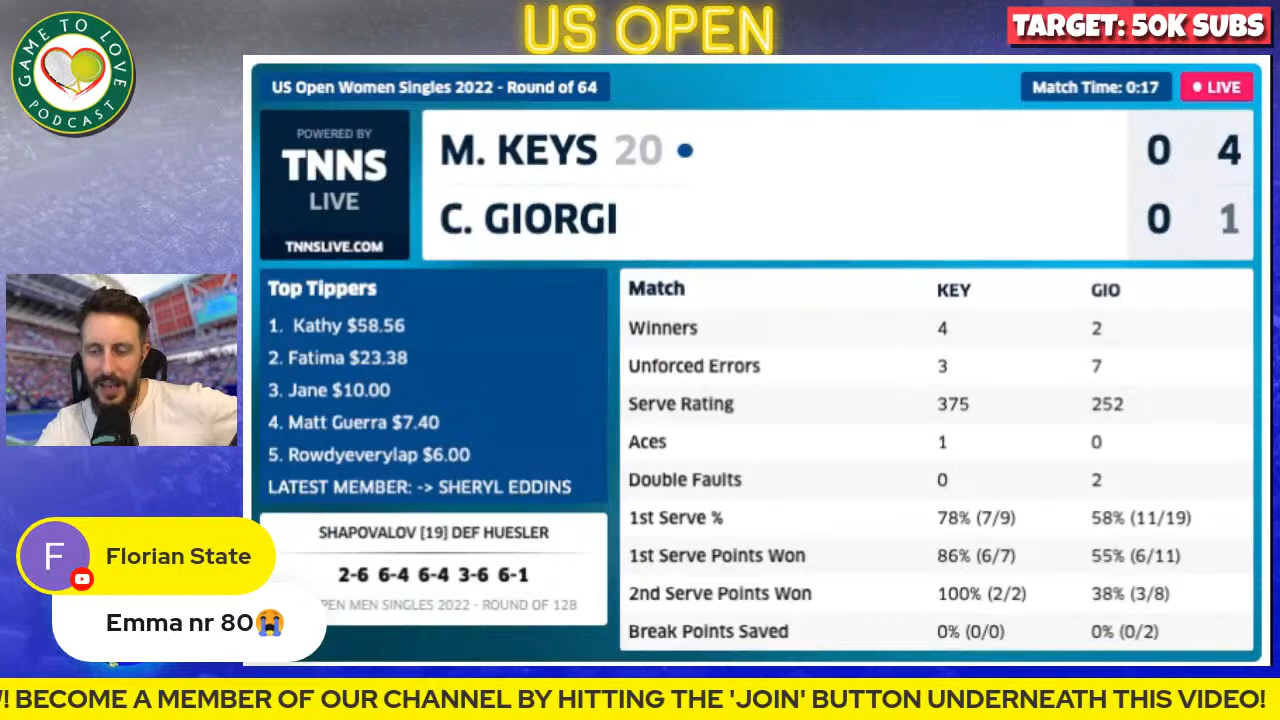 US OPEN
TARGET: 50K SUBS
GAME TO LOVE
PODCAST
US Open Women Singles 2022 - Round of 64
Match Time: 0:17
LIVE
POWERED BY
TNNS
LIVE
TNNSLIVE.COM
M. KEYS 20 0 4
C. GIORGI 0 1
Top Tippers
1. Kathy $58.56
2. Fatima $23.38
3. Jane $10.00
4. Matt Guerra $7.40
5. Rowdyeverylap $6.00
LATEST MEMBER: -> SHERYL EDDINS
SHAPOVALOV [19] DEF HUESLER
2-6 6-4 6-4 3-6 6-1
PEN MEN SINGLES 2022 - ROUND OF 128
Match KEY GIO
Winners 4 2
Unforced Errors 3 7
Serve Rating 375 252
Aces 1 0
Double Faults 0 2
1st Serve % 78% (7/9) 58% (11/19)
1st Serve Points Won 86% (6/7) 55% (6/11)
2nd Serve Points Won 100% (2/2) 38% (3/8)
Break Points Saved 0% (0/0) 0% (0/2)
F
Florian State
Emma nr 80😭
! BECOME A MEMBER OF OUR CHANNEL BY HITTING THE 'JOIN' BUTTON UNDERNEATH THIS VIDEO!